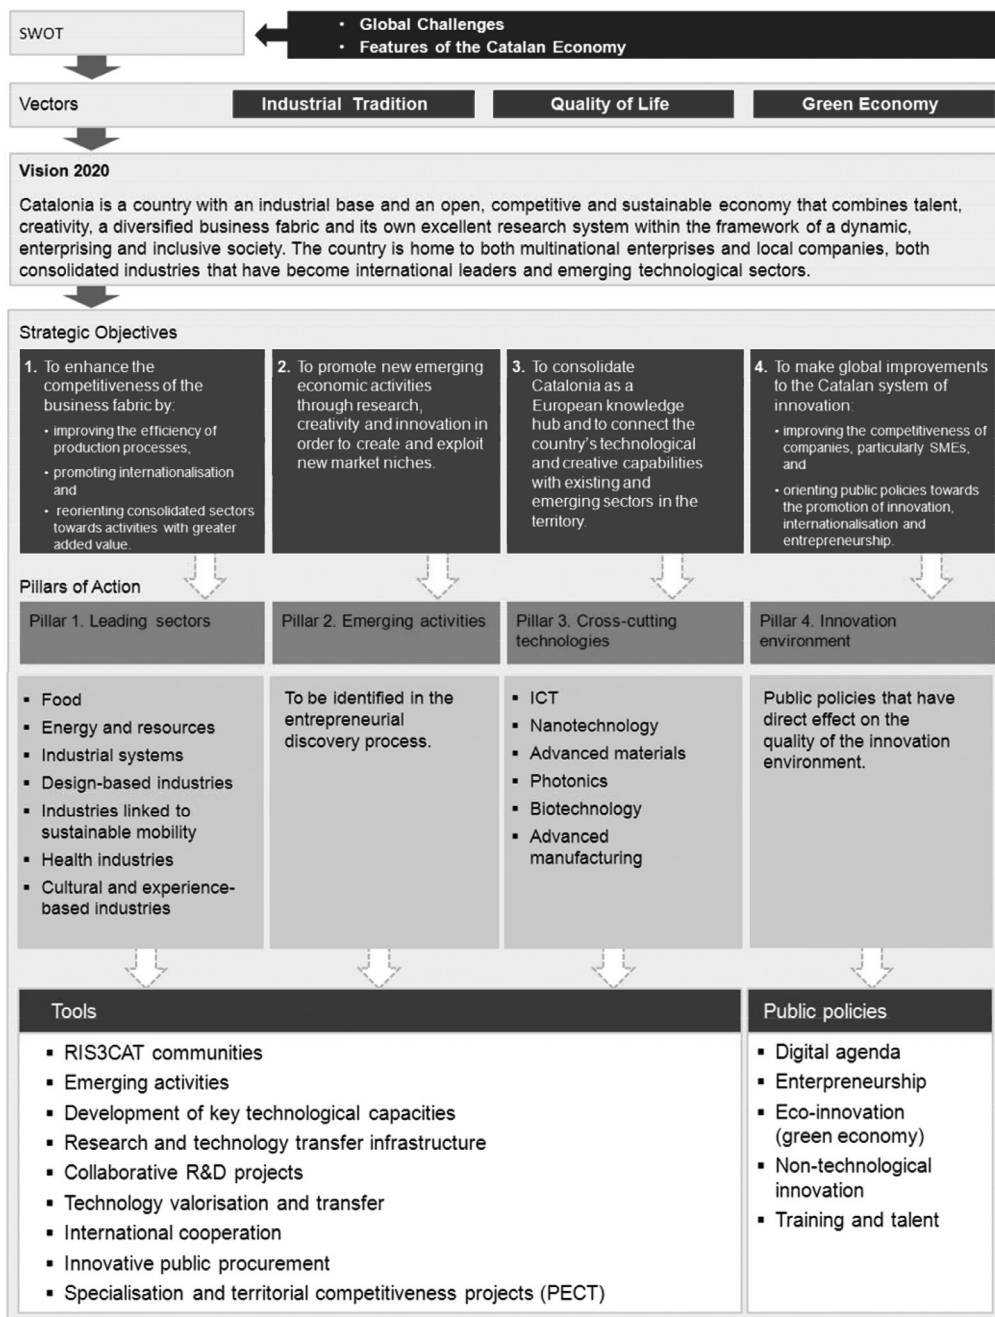 SWOT
• Global Challenges
• Features of the Catalan Economy
Vectors
Industrial Tradition
Quality of Life
Green Economy
Vision 2020
Catalonia is a country with an industrial base and an open, competitive and sustainable economy that combines talent,
creativity, a diversified business fabric and its own excellent research system within the framework of a dynamic,
enterprising and inclusive society. The country is home to both multinational enterprises and local companies, both
consolidated industries that have become international leaders and emerging technological sectors.
Strategic Objectives
1. To enhance the
competitiveness of the
business fabric by:
• improving the efficiency of
production processes,
• promoting internationalisation
and
• reorienting consolidated sectors
towards activities with greater
added value.
2. To promote new emerging
economic activities
through research,
creativity and innovation in
order to create and exploit
new market niches.
3. To consolidate
Catalonia as a
European knowledge
hub and to connect the
country's technological
and creative capabilities
with existing and
emerging sectors in the
territory.
4. To make global improvements
to the Catalan system of
innovation:
• improving the competitiveness of
companies, particularly SMEs,
and
• orienting public policies towards
the promotion of innovation,
internationalisation and
entrepreneurship.
Pillars of Action
Pillar 1. Leading sectors
Pillar 2. Emerging activities
Pillar 3. Cross-cutting
technologies
Pillar 4. Innovation
environment
▪ Food
▪ Energy and resources
▪ Industrial systems
▪ Design-based industries
▪ Industries linked to
sustainable mobility
▪ Health industries
▪ Cultural and experience-
based industries
To be identified in the
entrepreneurial
discovery process.
▪ ICT
▪ Nanotechnology
▪ Advanced materials
▪ Photonics
▪ Biotechnology
▪ Advanced
manufacturing
Public policies that have
direct effect on the
quality of the innovation
environment.
Tools
▪ RIS3CAT communities
▪ Emerging activities
▪ Development of key technological capacities
▪ Research and technology transfer infrastructure
▪ Collaborative R&D projects
▪ Technology valorisation and transfer
▪ International cooperation
▪ Innovative public procurement
▪ Specialisation and territorial competitiveness projects (PECT)
Public policies
▪ Digital agenda
▪ Enterpreneurship
▪ Eco-innovation
(green economy)
▪ Non-technological
innovation
▪ Training and talent